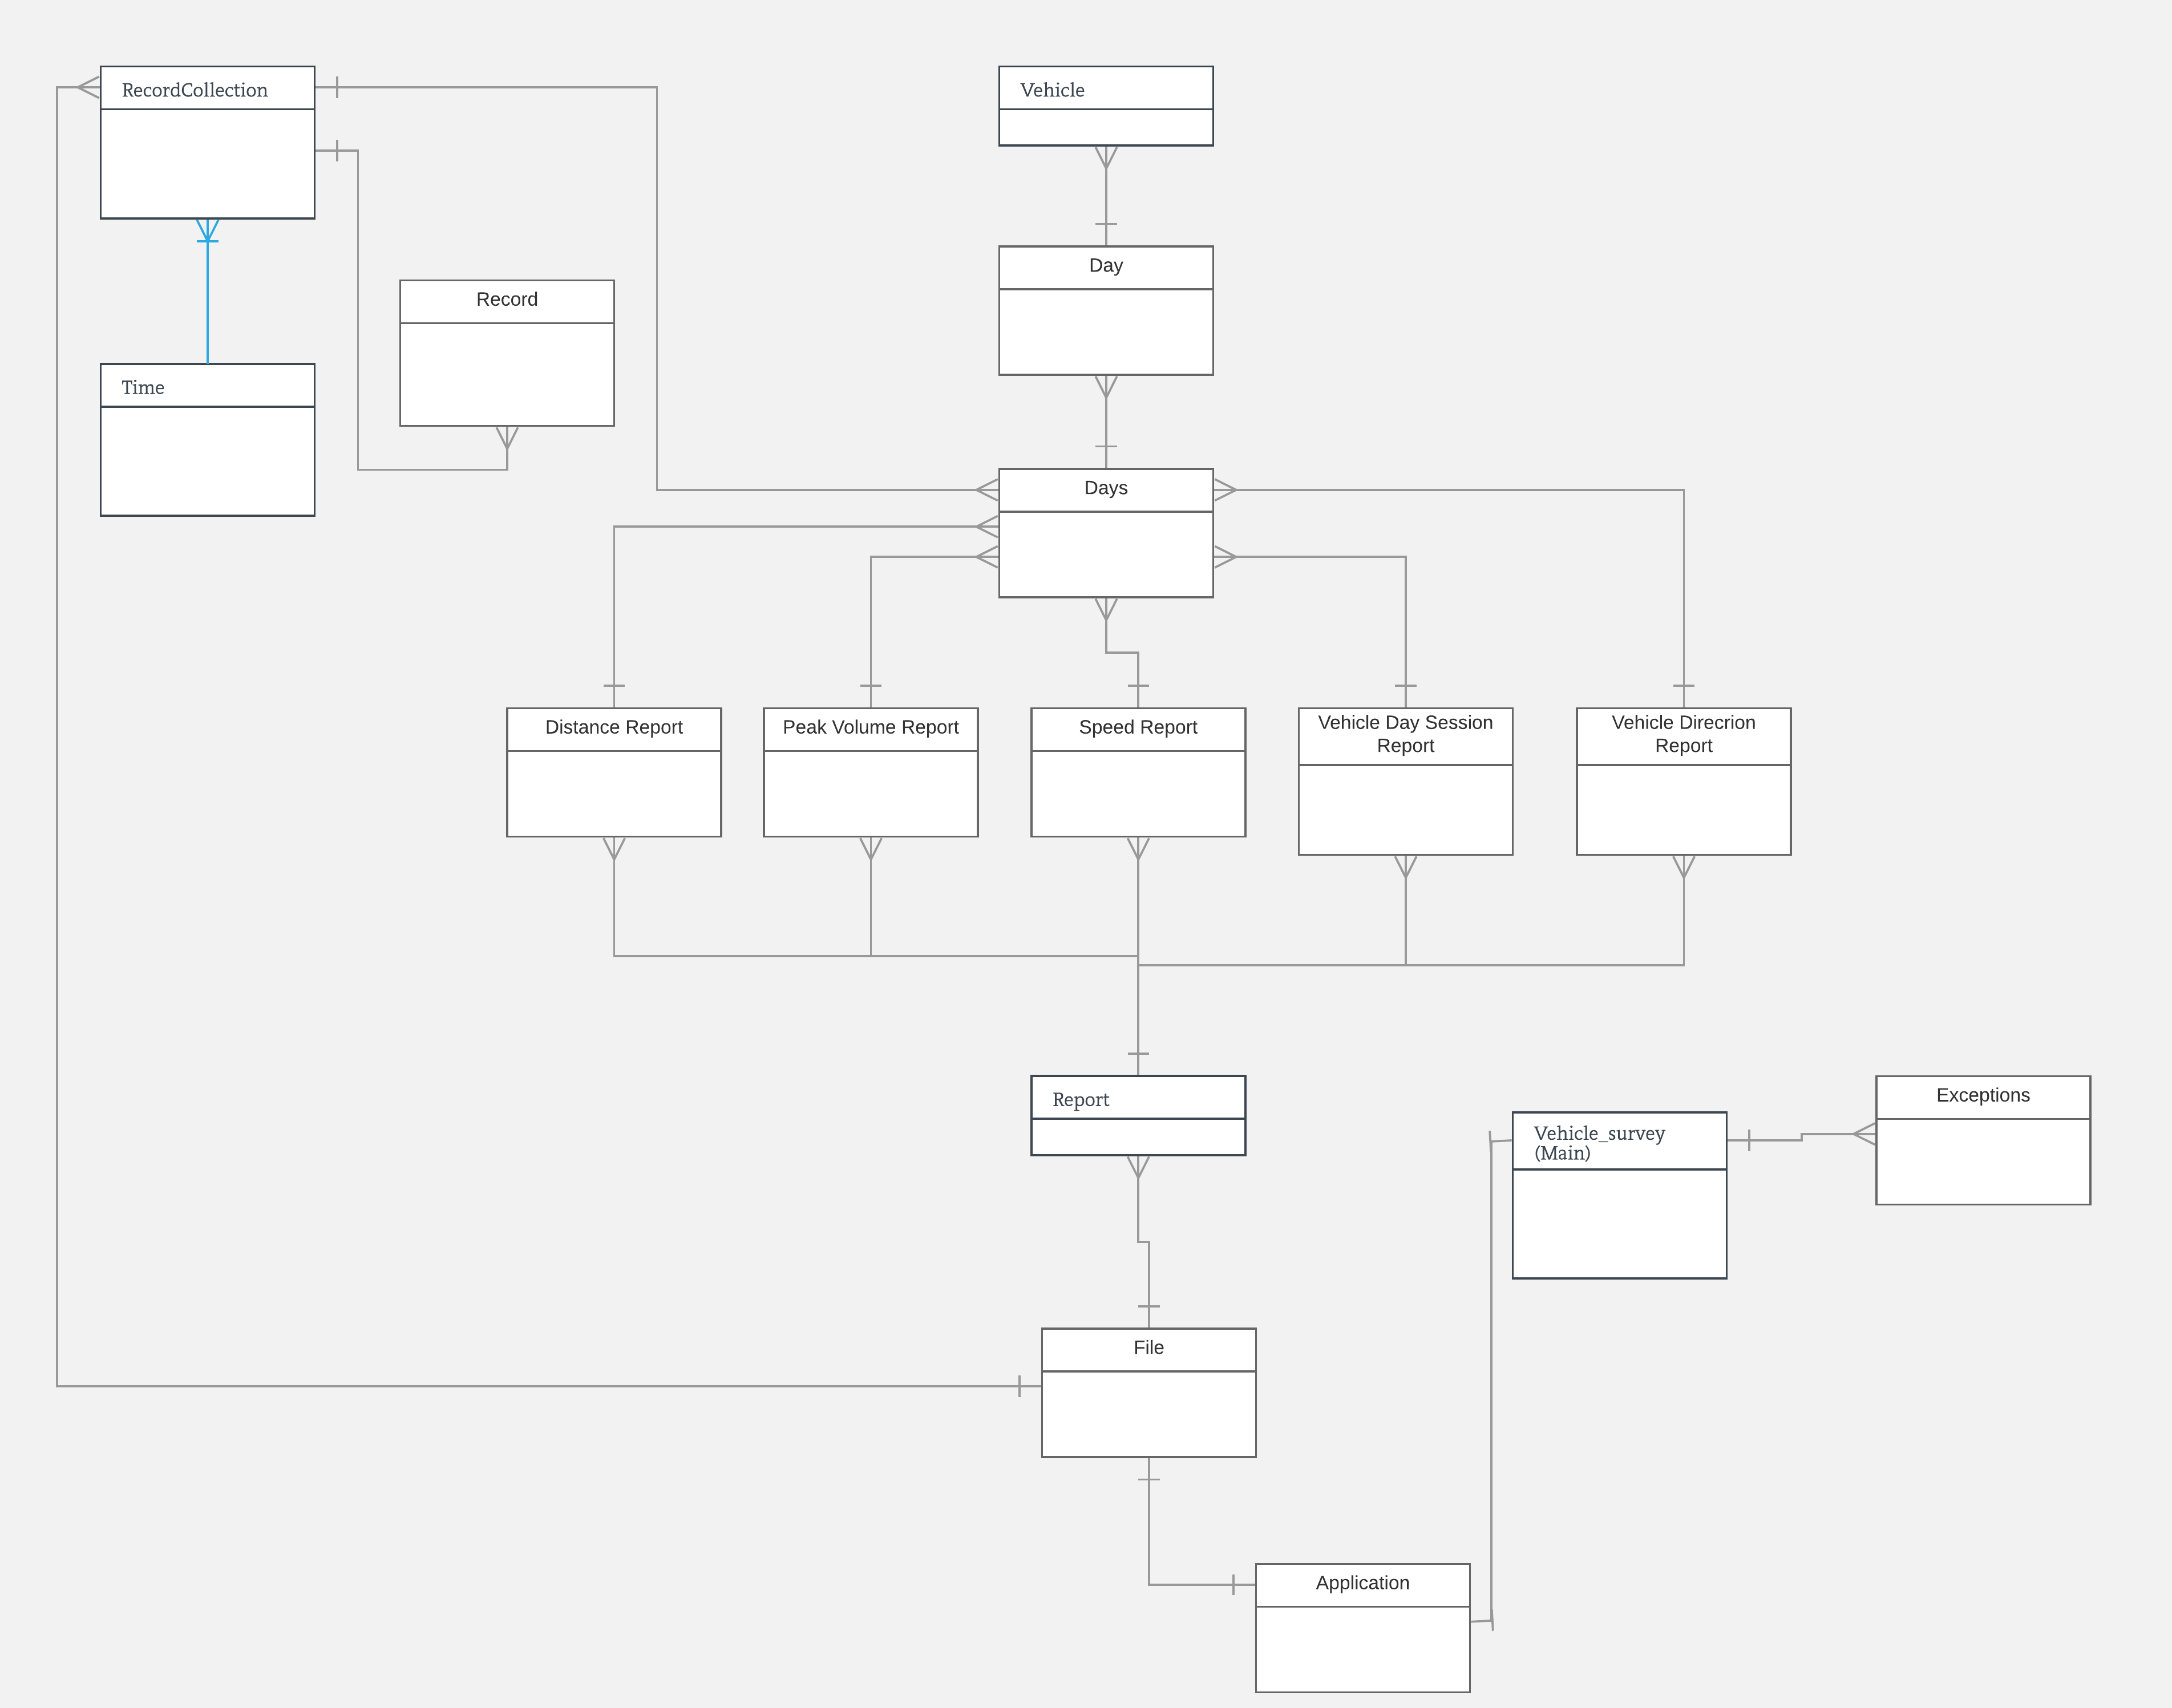 RecordCollection
Vehicle
Day
Record
Time
Days
Distance Report
Peak Volume Report
Speed Report
Vehicle Day Session
Report
Vehicle Direcrion
Report
Report
Exceptions
Vehicle_survey
(Main)
File
Application